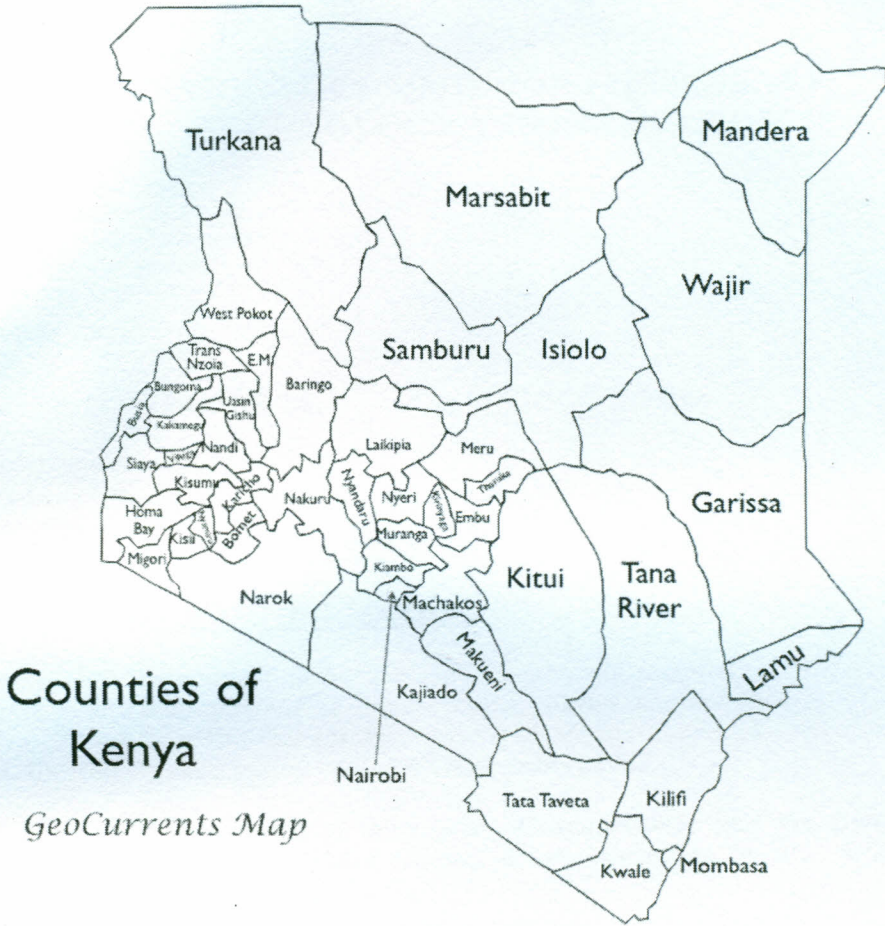 Turkana
Mandera
Marsabit
Wajir
West Pokot
Samburu
Isiolo
Trans
Nzoia
E.M.
Baringo
Bungoma
Uasin
Gishu
Busia
Kakamega
Laikipia
Meru
Nandi
Siaya
Vihiga
Kisumu
Karicho
Nakuru
Nyandaru
Nyeri
Tharaka
Kirinyaga
Embu
Garissa
Homa
Bay
Kisii
Bomet
Muranga
Migori
Kiambo
Kitui
Tana
River
Narok
Machakos
Makueni
Lamu
Counties of
Kenya
Kajiado
Nairobi
GeoCurrents Map
Tata Taveta
Kilifi
Kwale
Mombasa